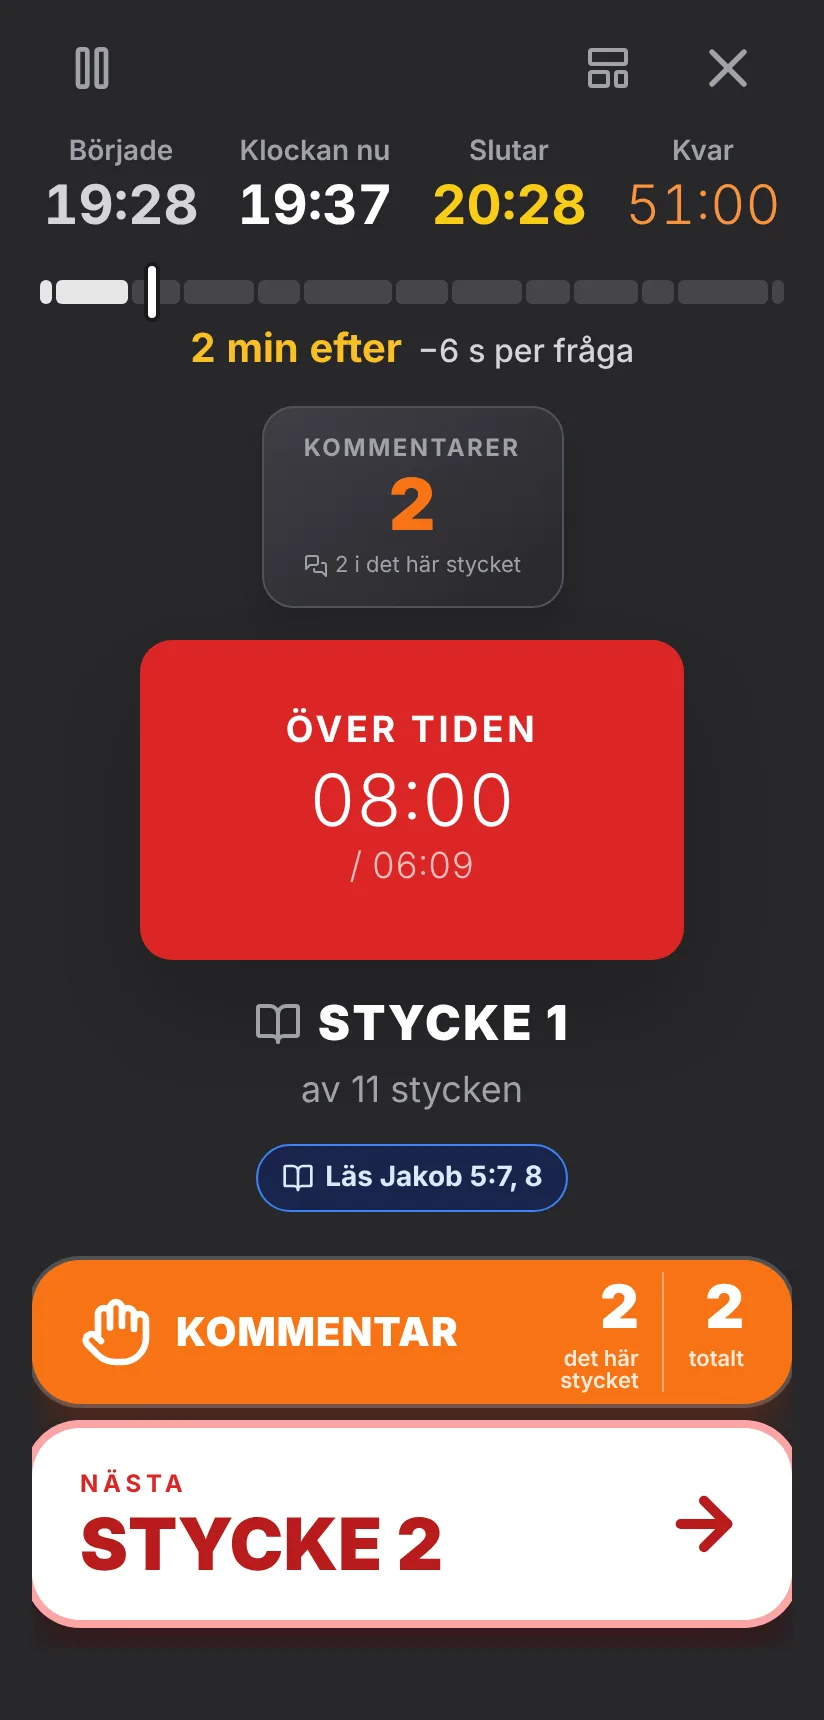 Började Klockan nu Slutar Kvar
19:28 19:37 20:28 51:00
2 min efter −6 s per fråga
KOMMENTARER
2
2 i det här stycket
ÖVER TIDEN
08:00
/ 06:09
STYCKE 1
av 11 stycken
Läs Jakob 5:7, 8
KOMMENTAR 2 2
det här totalt
stycket
NÄSTA
STYCKE 2